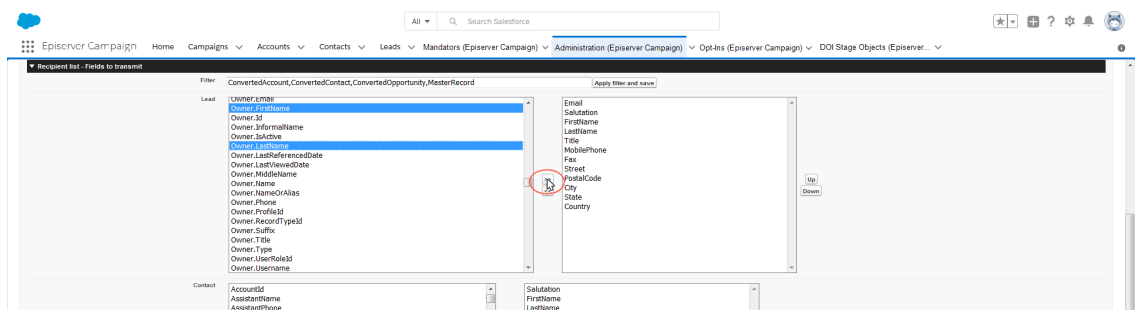 All Search Salesforce
Episerver Campaign Home Campaigns Accounts Contacts Leads Mandators (Episerver Campaign) Administration (Episerver Campaign) Opt-Ins (Episerver Campaign) DOI Stage Objects (Episerver...
Recipient list - Fields to transmit
Filter ConvertedAccount,ConvertedContact,ConvertedOpportunity,MasterRecord Apply filter and save
Lead
Owner.Email
Owner.FirstName
Owner.Id
Owner.InformalName
Owner.IsActive
Owner.LastName
Owner.LastReferencedDate
Owner.LastViewedDate
Owner.MiddleName
Owner.Name
Owner.NameOrAlias
Owner.Phone
Owner.ProfileId
Owner.RecordTypeId
Owner.Suffix
Owner.Title
Owner.Type
Owner.UserRoleId
Owner.Username
Email
Salutation
FirstName
LastName
Title
MobilePhone
Fax
Street
PostalCode
City
State
Country
Up
Down
Contact
AccountId
AssistantName
AssistantPhone
Salutation
FirstName
LastName